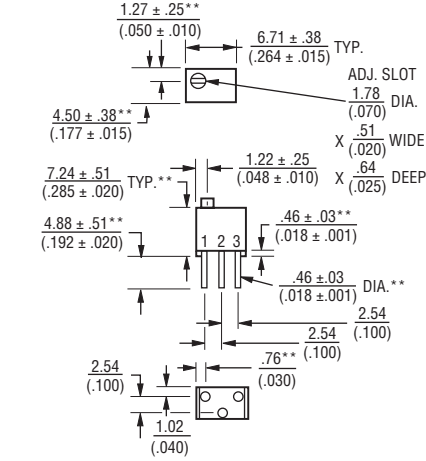 1.27 ± .25**
(.050 ± .010)
6.71 ± .38 TYP.
(.264 ± .015)
ADJ. SLOT
1.78 DIA.
(.070)
4.50 ± .38**
(.177 ± .015)
X .51 WIDE
(.020)
7.24 ± .51 TYP.**
(.285 ± .020)
1.22 ± .25
(.048 ± .010)
X .64 DEEP
(.025)
4.88 ± .51**
(.192 ± .020)
1 2 3
.46 ± .03**
(.018 ± .001)
.46 ±.03 DIA.**
(.018 ±.001)
2.54
(.100)
2.54
(.100)
2.54
(.100)
.76**
(.030)
1.02
(.040)